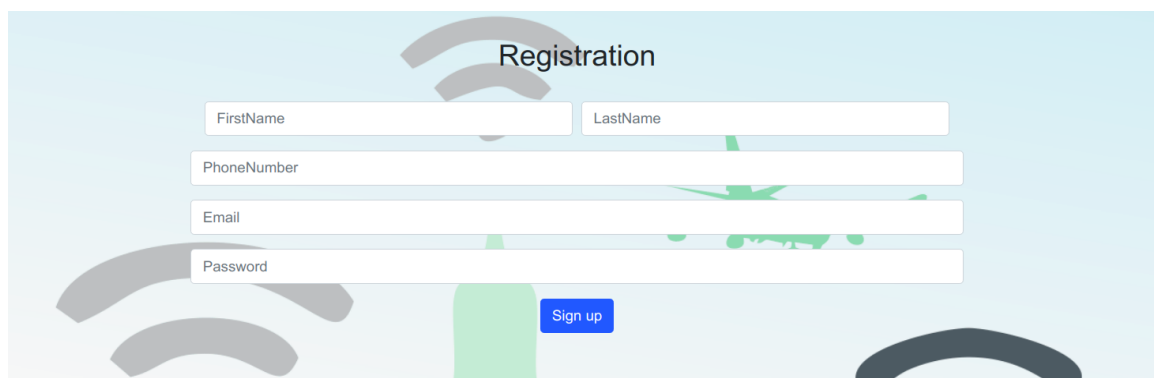 Registration
FirstName LastName
PhoneNumber
Email
Password
Sign up